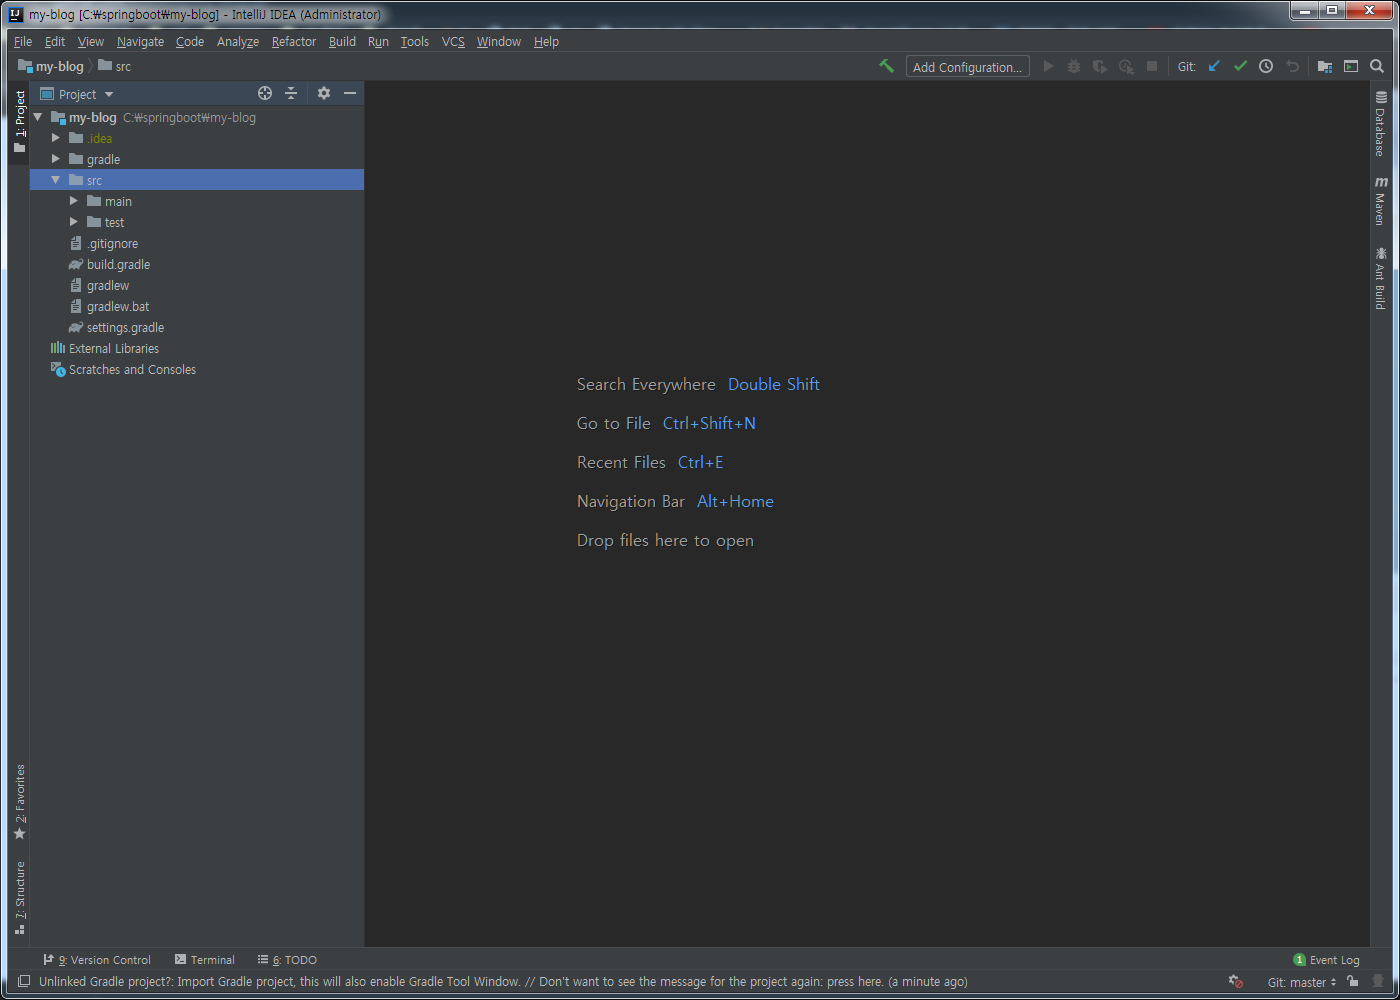 my-blog [C:₩springboot₩my-blog] - IntelliJ IDEA (Administrator)
File Edit View Navigate Code Analyze Refactor Build Run Tools VCS Window Help
my-blog src
Add Configuration...
Git:
1: Project
Project
my-blog C:₩springboot₩my-blog
.idea
gradle
src
main
test
.gitignore
build.gradle
gradlew
gradlew.bat
settings.gradle
External Libraries
Scratches and Consoles
Search Everywhere Double Shift
Go to File Ctrl+Shift+N
Recent Files Ctrl+E
Navigation Bar Alt+Home
Drop files here to open
Database
m Maven
Ant Build
2: Favorites
7: Structure
9: Version Control Terminal 6: TODO
1 Event Log
Unlinked Gradle project?: Import Gradle project, this will also enable Gradle Tool Window. // Don't want to see the message for the project again: press here. (a minute ago)
Git: master